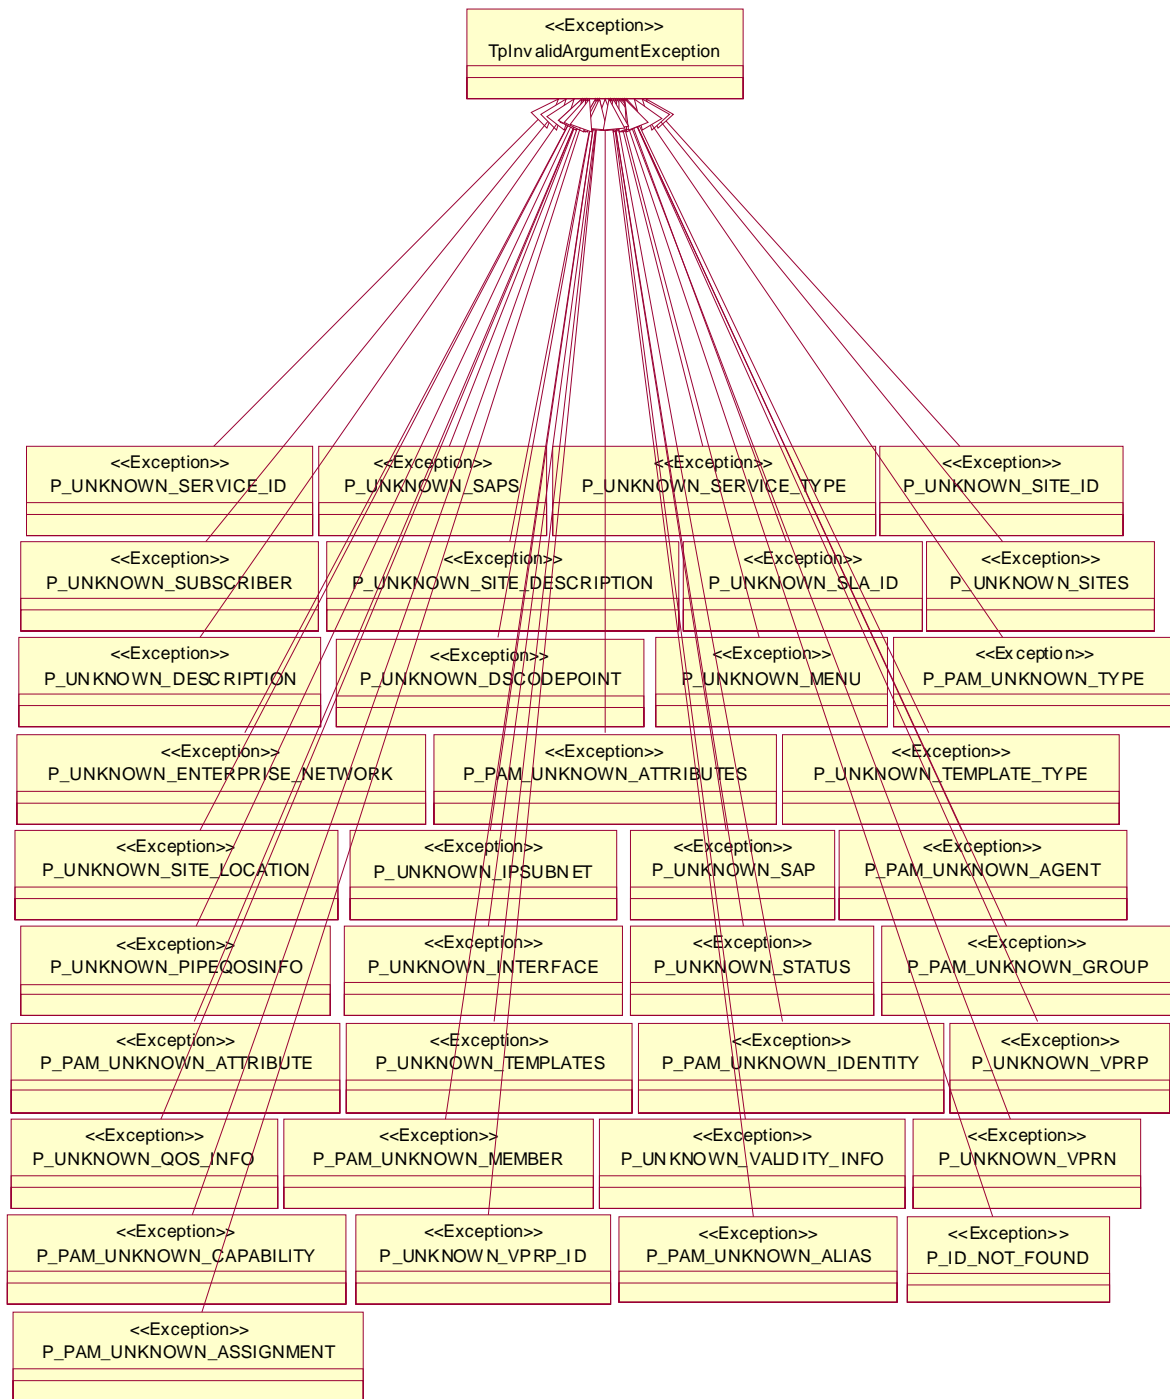 <<Exception>>
TpInvalidArgumentException
<<Exception>>
P_UNKNOWN_SERVICE_ID
<<Exception>>
P_UNKNOWN_SAPS
<<Exception>>
P_UNKNOWN_SERVICE_TYPE
<<Exception>>
P_UNKNOWN_SITE_ID
<<Exception>>
P_UNKNOWN_SUBSCRIBER
<<Exception>>
P_UNKNOWN_SITE_DESCRIPTION
<<Exception>>
P_UNKNOWN_SLA_ID
<<Exception>>
P_UNKNOWN_SITES
<<Exception>>
P_UNKNOWN_DESCRIPTION
<<Exception>>
P_UNKNOWN_DSCODEPOINT
<<Exception>>
P_UNKNOWN_MENU
<<Exception>>
P_PAM_UNKNOWN_TYPE
<<Exception>>
P_UNKNOWN_ENTERPRISE_NETWORK
<<Exception>>
P_PAM_UNKNOWN_ATTRIBUTES
<<Exception>>
P_UNKNOWN_TEMPLATE_TYPE
<<Exception>>
P_UNKNOWN_SITE_LOCATION
<<Exception>>
P_UNKNOWN_IPSUBNET
<<Exception>>
P_UNKNOWN_SAP
<<Exception>>
P_PAM_UNKNOWN_AGENT
<<Exception>>
P_UNKNOWN_PIPEQOSINFO
<<Exception>>
P_UNKNOWN_INTERFACE
<<Exception>>
P_UNKNOWN_STATUS
<<Exception>>
P_PAM_UNKNOWN_GROUP
<<Exception>>
P_PAM_UNKNOWN_ATTRIBUTE
<<Exception>>
P_UNKNOWN_TEMPLATES
<<Exception>>
P_PAM_UNKNOWN_IDENTITY
<<Exception>>
P_UNKNOWN_VPRP
<<Exception>>
P_UNKNOWN_QOS_INFO
<<Exception>>
P_PAM_UNKNOWN_MEMBER
<<Exception>>
P_UNKNOWN_VALIDITY_INFO
<<Exception>>
P_UNKNOWN_VPRN
<<Exception>>
P_PAM_UNKNOWN_CAPABILITY
<<Exception>>
P_UNKNOWN_VPRP_ID
<<Exception>>
P_PAM_UNKNOWN_ALIAS
<<Exception>>
P_ID_NOT_FOUND
<<Exception>>
P_PAM_UNKNOWN_ASSIGNMENT